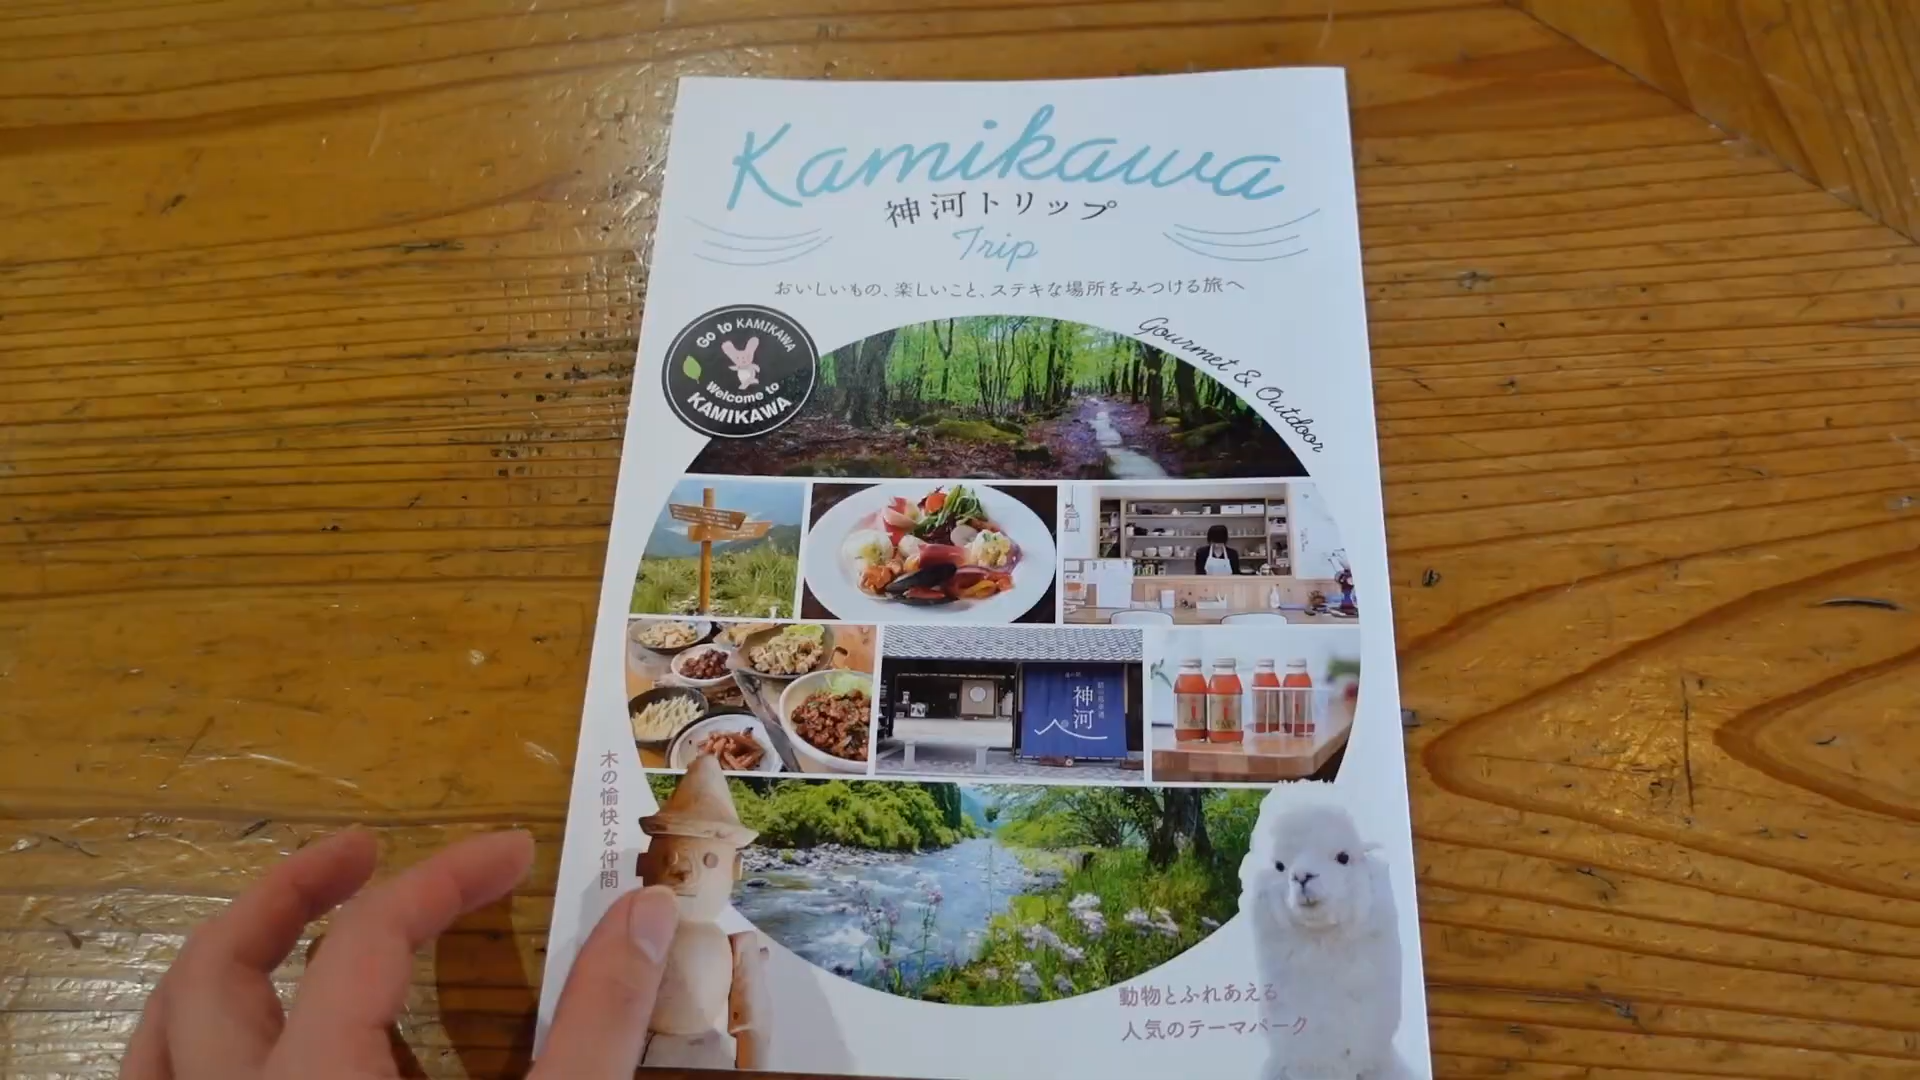 Kamikawa
神河トリップ
Trip
おいしいもの、楽しいこと、ステキな場所をみつける旅へ
Go to KAMIKAWA
Welcome to
KAMIKAWA
Gourmet & Outdoor
神河
木の愉快な仲間
動物とふれあえる
人気のテーマパーク